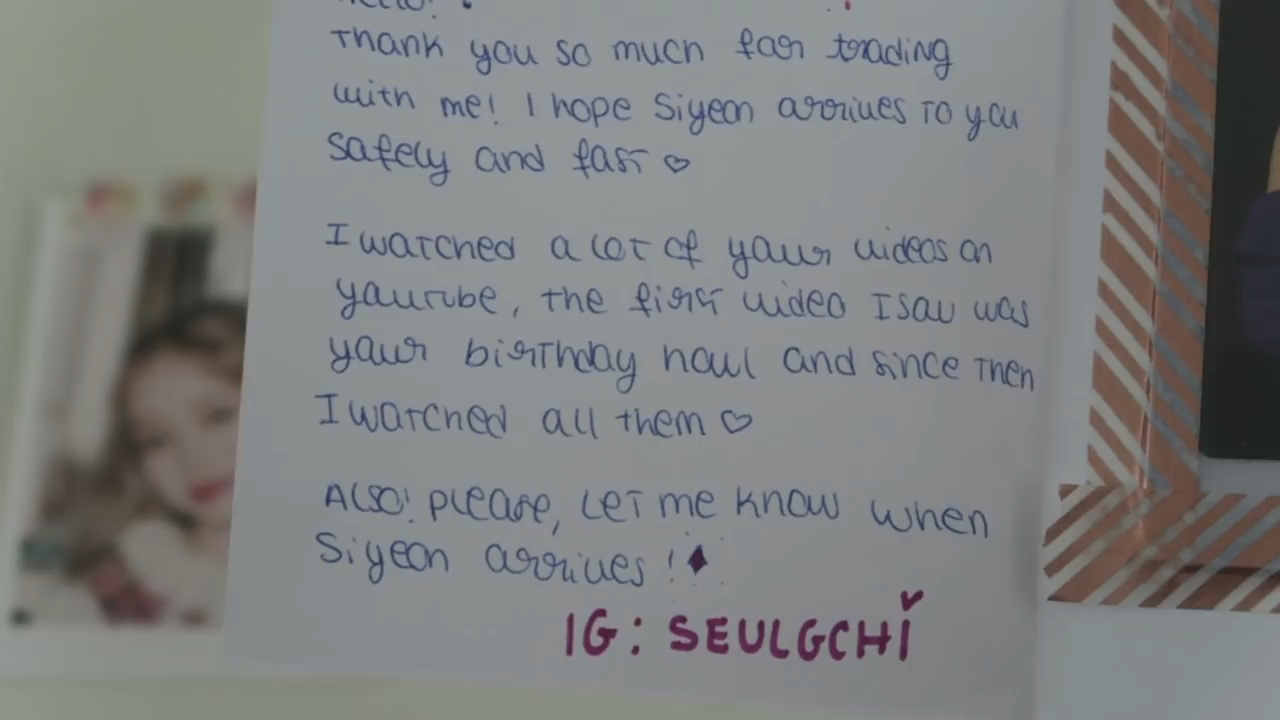 Hello!
Thank you so much for trading
with me! I hope Siyeon arrives to you
safely and fast ♡
I watched a lot of your videos on
youtube, the first video I saw was
your birthday haul and since then
I watched all them ♡
Also! please, let me know when
Siyeon arrives! ♦
IG: SEULGCHI